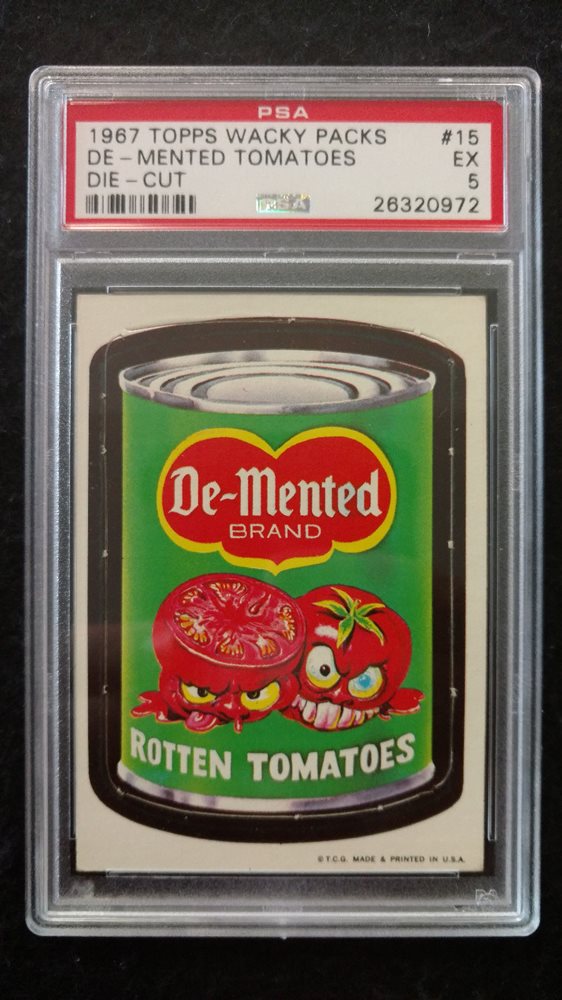 PSA
1967 TOPPS WACKY PACKS #15
DE-MENTED TOMATOES EX
DIE-CUT 5
PSA 26320972
De-Mented
BRAND
ROTTEN TOMATOES
© T.C.G. MADE & PRINTED IN U.S.A.